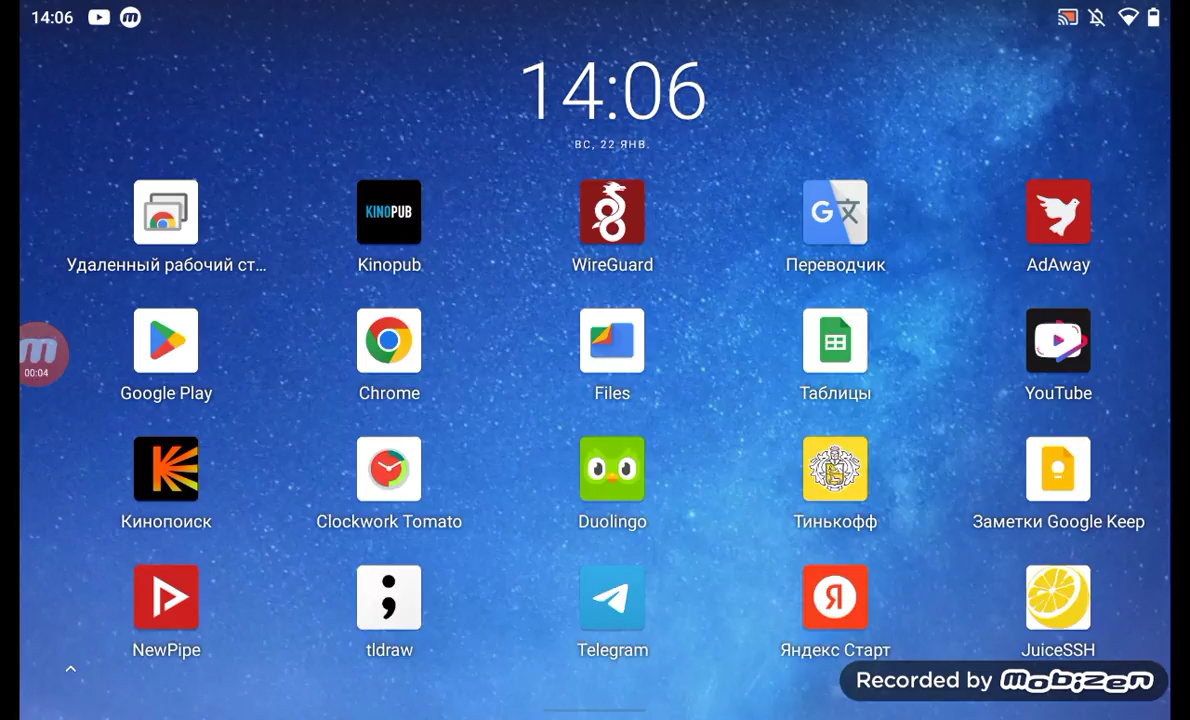 14:06
14:06
ВС, 22 ЯНВ.
KINOPUB
G文
Удаленный рабочий ст...
Kinopub
WireGuard
Переводчик
AdAway
m
00:04
Google Play
Chrome
Files
Таблицы
YouTube
Кинопоиск
Clockwork Tomato
Duolingo
Тинькофф
Заметки Google Keep
;
Я
NewPipe
tldraw
Telegram
Яндекс Старт
JuiceSSH
Recorded by mobizen